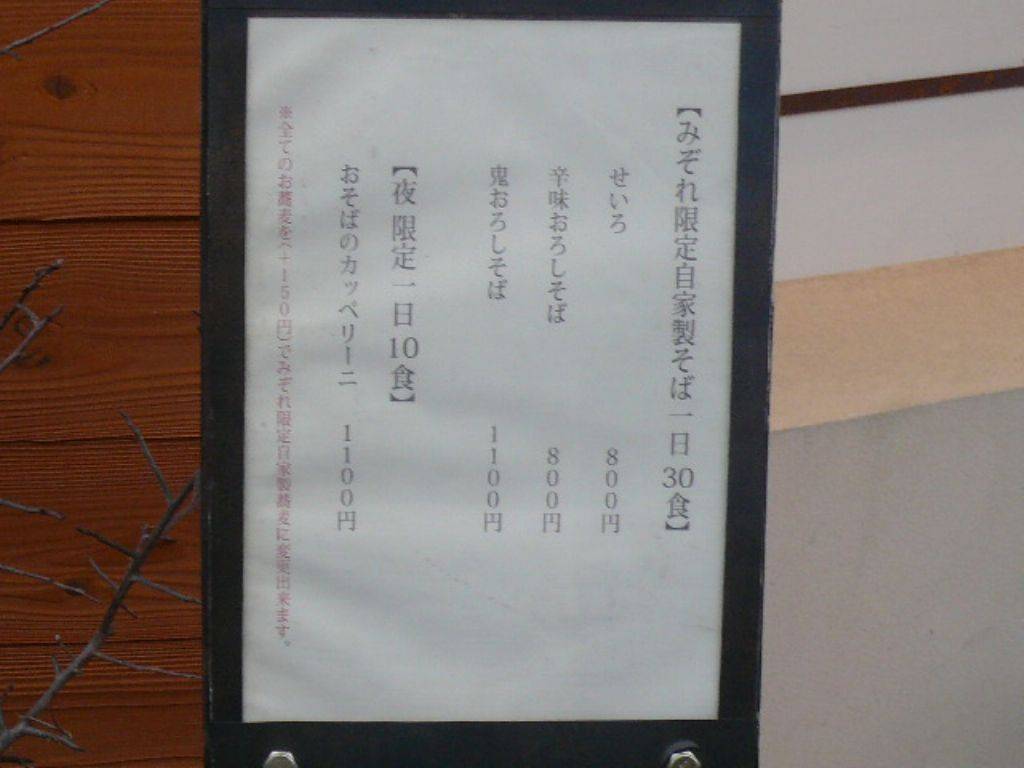 【みぞれ限定自家製そば一日30食】
せいろ 800円
辛味おろしそば 800円
鬼おろしそば 1100円
【夜限定一日10食】
おそばのカッペリーニ 1100円
※全てのお蕎麦を(+150円)でみぞれ限定自家製蕎麦に変更出来ます。